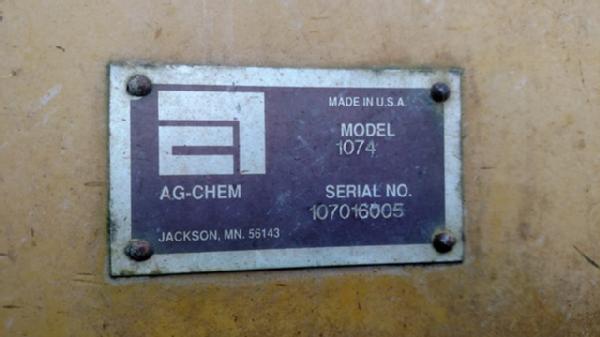 MADE IN U.S.A.
MODEL
1074
AG-CHEM
SERIAL NO.
107016005
JACKSON, MN. 56143